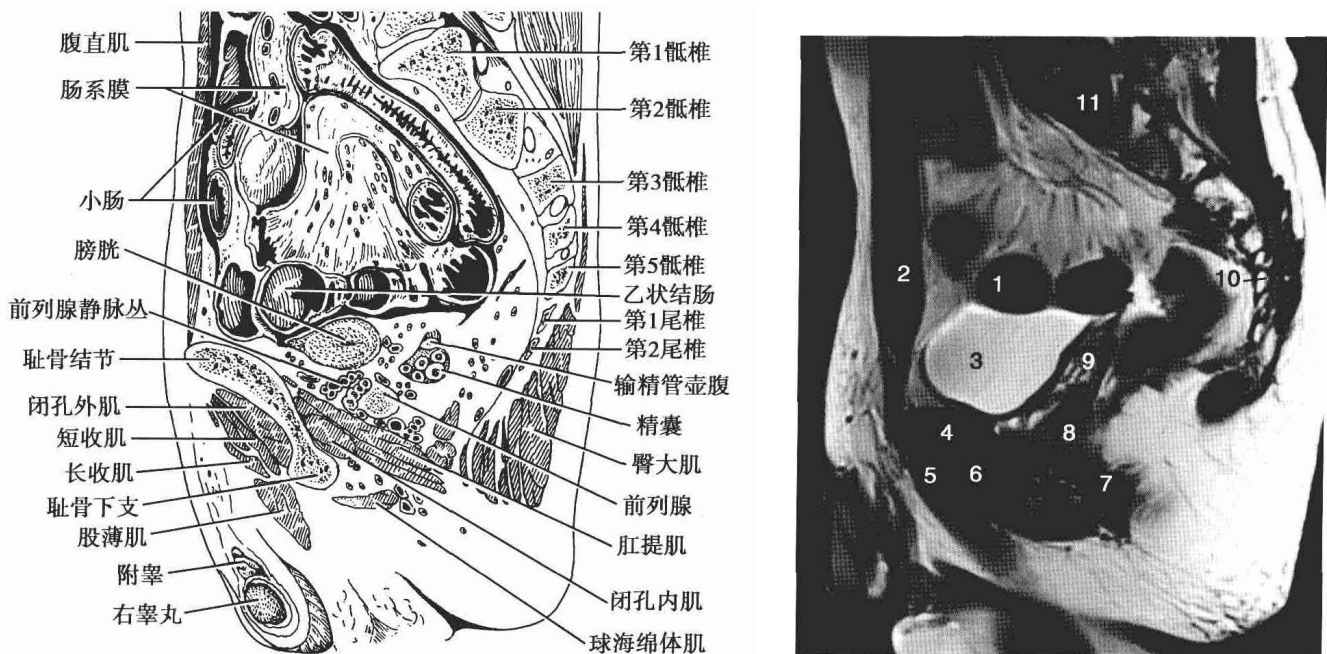 腹直肌
肠系膜
小肠
膀胱
前列腺静脉丛
耻骨结节
闭孔外肌
短收肌
长收肌
耻骨下支
股薄肌
附睾
右睾丸
第1骶椎
第2骶椎
第3骶椎
第4骶椎
第5骶椎
乙状结肠
第1尾椎
第2尾椎
输精管壶腹
精囊
臀大肌
前列腺
肛提肌
闭孔内肌
球海绵体肌
11
2
1
10
3
9
4
8
5
6
7